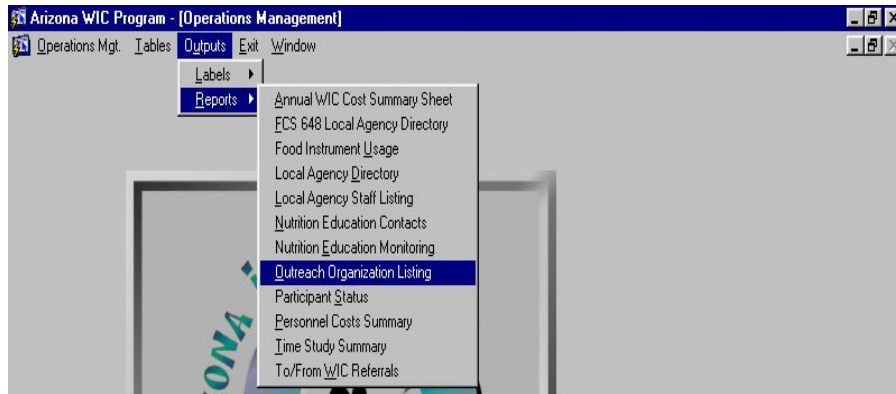 Arizona WIC Program - [Operations Management]
Operations Mgt. Tables Outputs Exit Window
Labels
Reports
Annual WIC Cost Summary Sheet
FCS 648 Local Agency Directory
Food Instrument Usage
Local Agency Directory
Local Agency Staff Listing
Nutrition Education Contacts
Nutrition Education Monitoring
Outreach Organization Listing
Participant Status
Personnel Costs Summary
Time Study Summary
To/From WIC Referrals